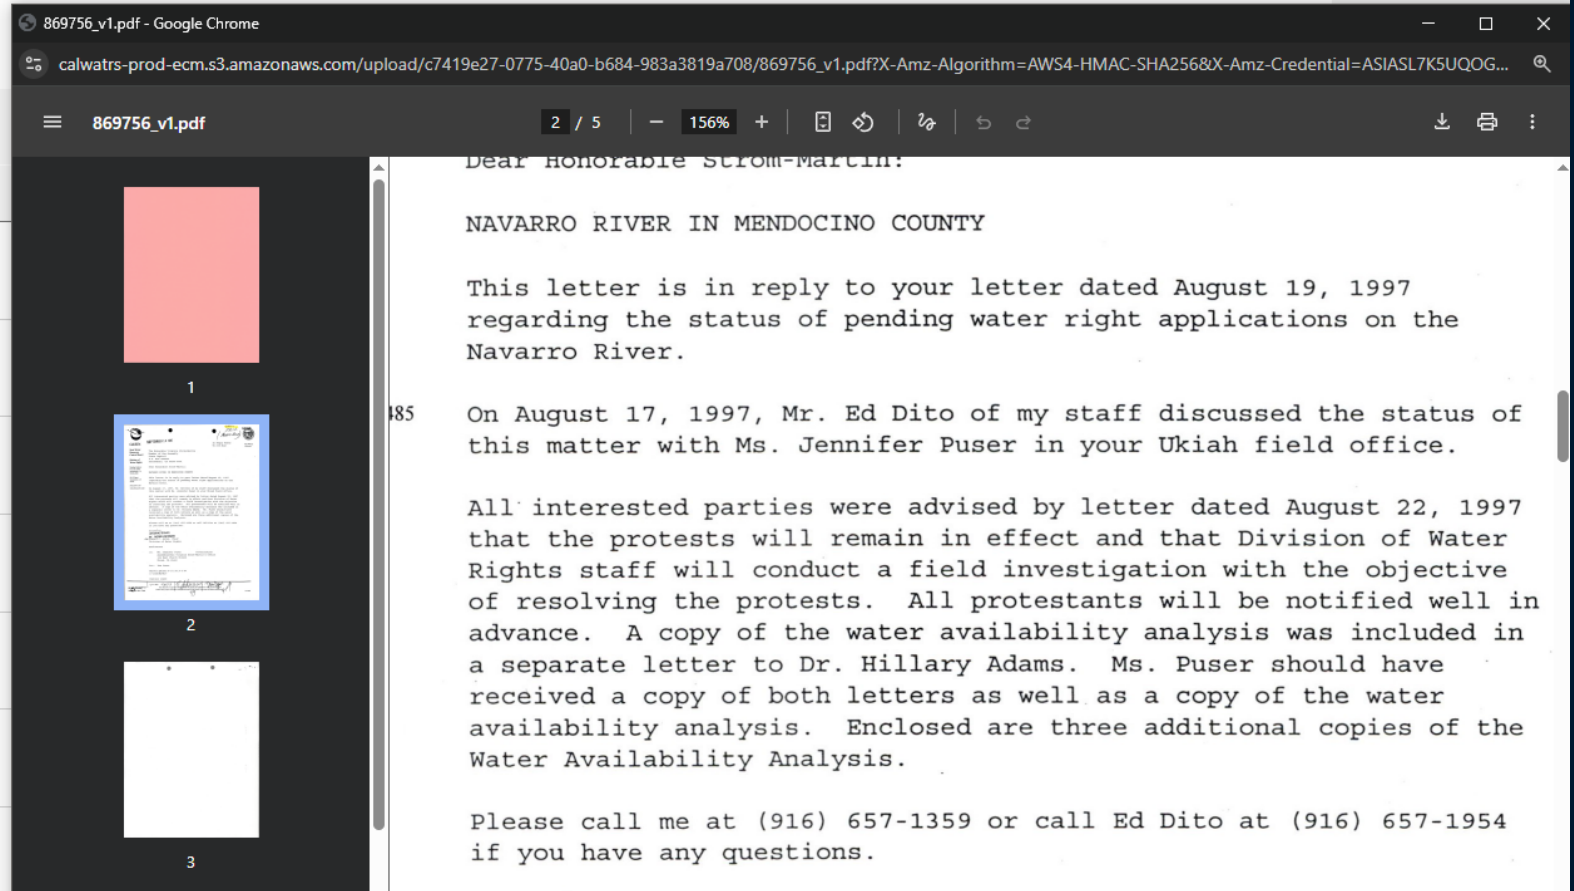 869756_v1.pdf - Google Chrome
calwatrs-prod-ecm.s3.amazonaws.com/upload/c7419e27-0775-40a0-b684-983a3819a708/869756_v1.pdf?X-Amz-Algorithm=AWS4-HMAC-SHA256&X-Amz-Credential=ASIASL7K5UQOG...
869756_v1.pdf
2 / 5
156%
1
2
3
Dear Honorable Strom-Martin:
NAVARRO RIVER IN MENDOCINO COUNTY
This letter is in reply to your letter dated August 19, 1997
regarding the status of pending water right applications on the
Navarro River.
485 On August 17, 1997, Mr. Ed Dito of my staff discussed the status of
this matter with Ms. Jennifer Puser in your Ukiah field office.
All interested parties were advised by letter dated August 22, 1997
that the protests will remain in effect and that Division of Water
Rights staff will conduct a field investigation with the objective
of resolving the protests. All protestants will be notified well in
advance. A copy of the water availability analysis was included in
a separate letter to Dr. Hillary Adams. Ms. Puser should have
received a copy of both letters as well as a copy of the water
availability analysis. Enclosed are three additional copies of the
Water Availability Analysis.
Please call me at (916) 657-1359 or call Ed Dito at (916) 657-1954
if you have any questions.